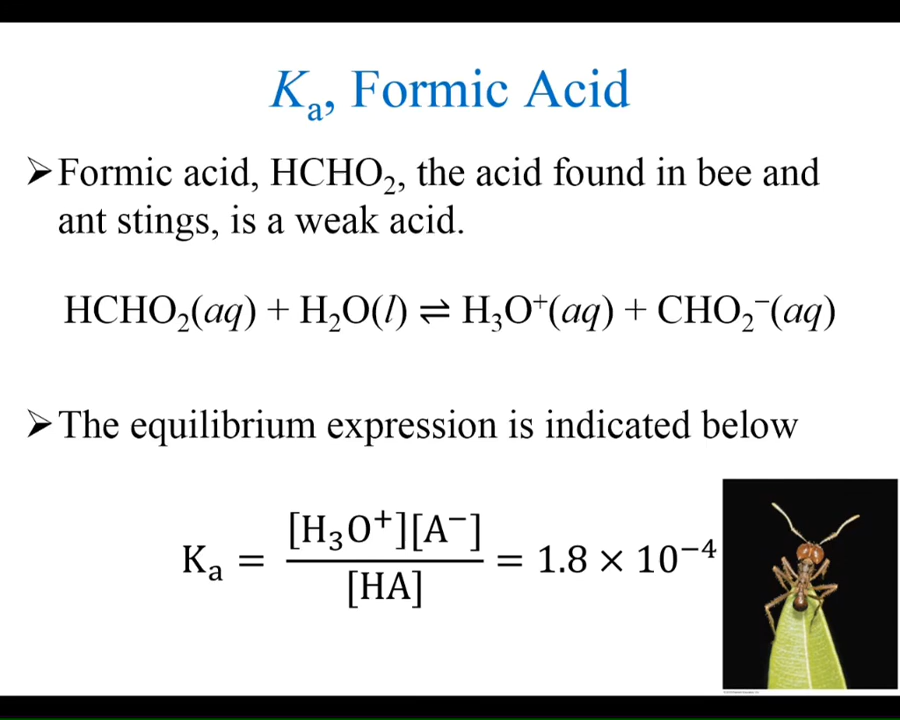 Kₐ, Formic Acid
➢Formic acid, HCHO₂, the acid found in bee and
ant stings, is a weak acid.
HCHO₂(aq) + H₂O(l) ⇌ H₃O⁺(aq) + CHO₂⁻(aq)
➢The equilibrium expression is indicated below
Kₐ = [H₃O⁺][A⁻] / [HA] = 1.8 × 10⁻⁴